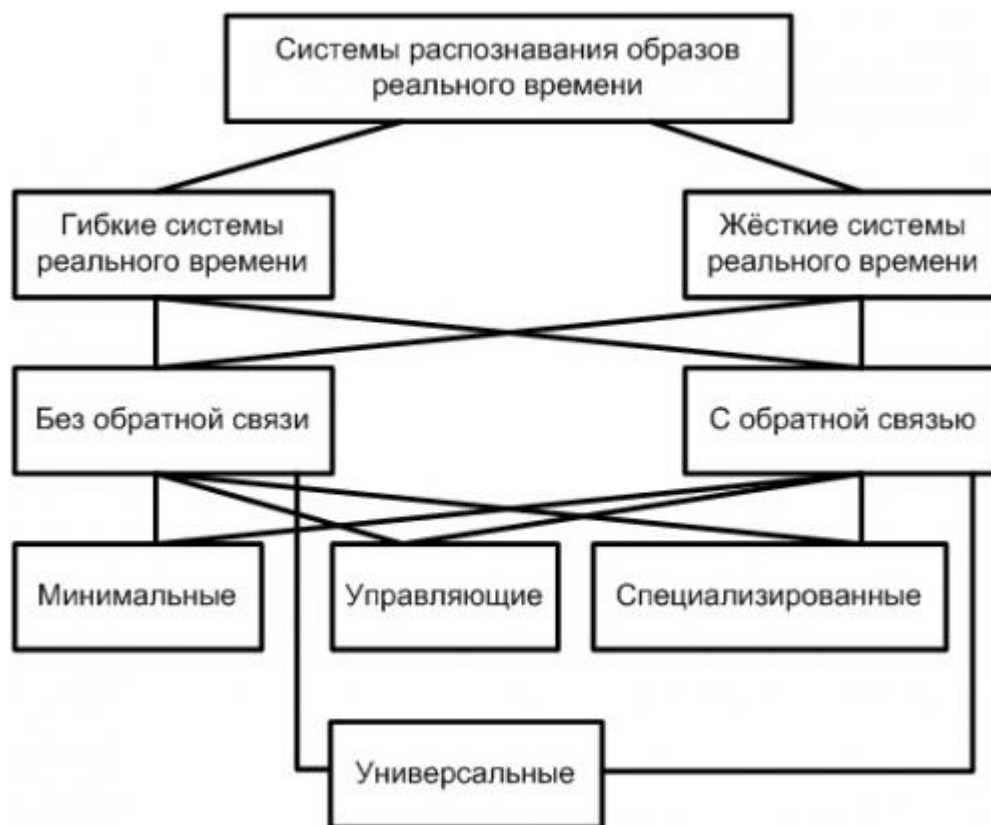 Системы распознавания образов
реального времени
Гибкие системы
реального времени
Жёсткие системы
реального времени
Без обратной связи
С обратной связью
Минимальные
Управляющие
Специализированные
Универсальные